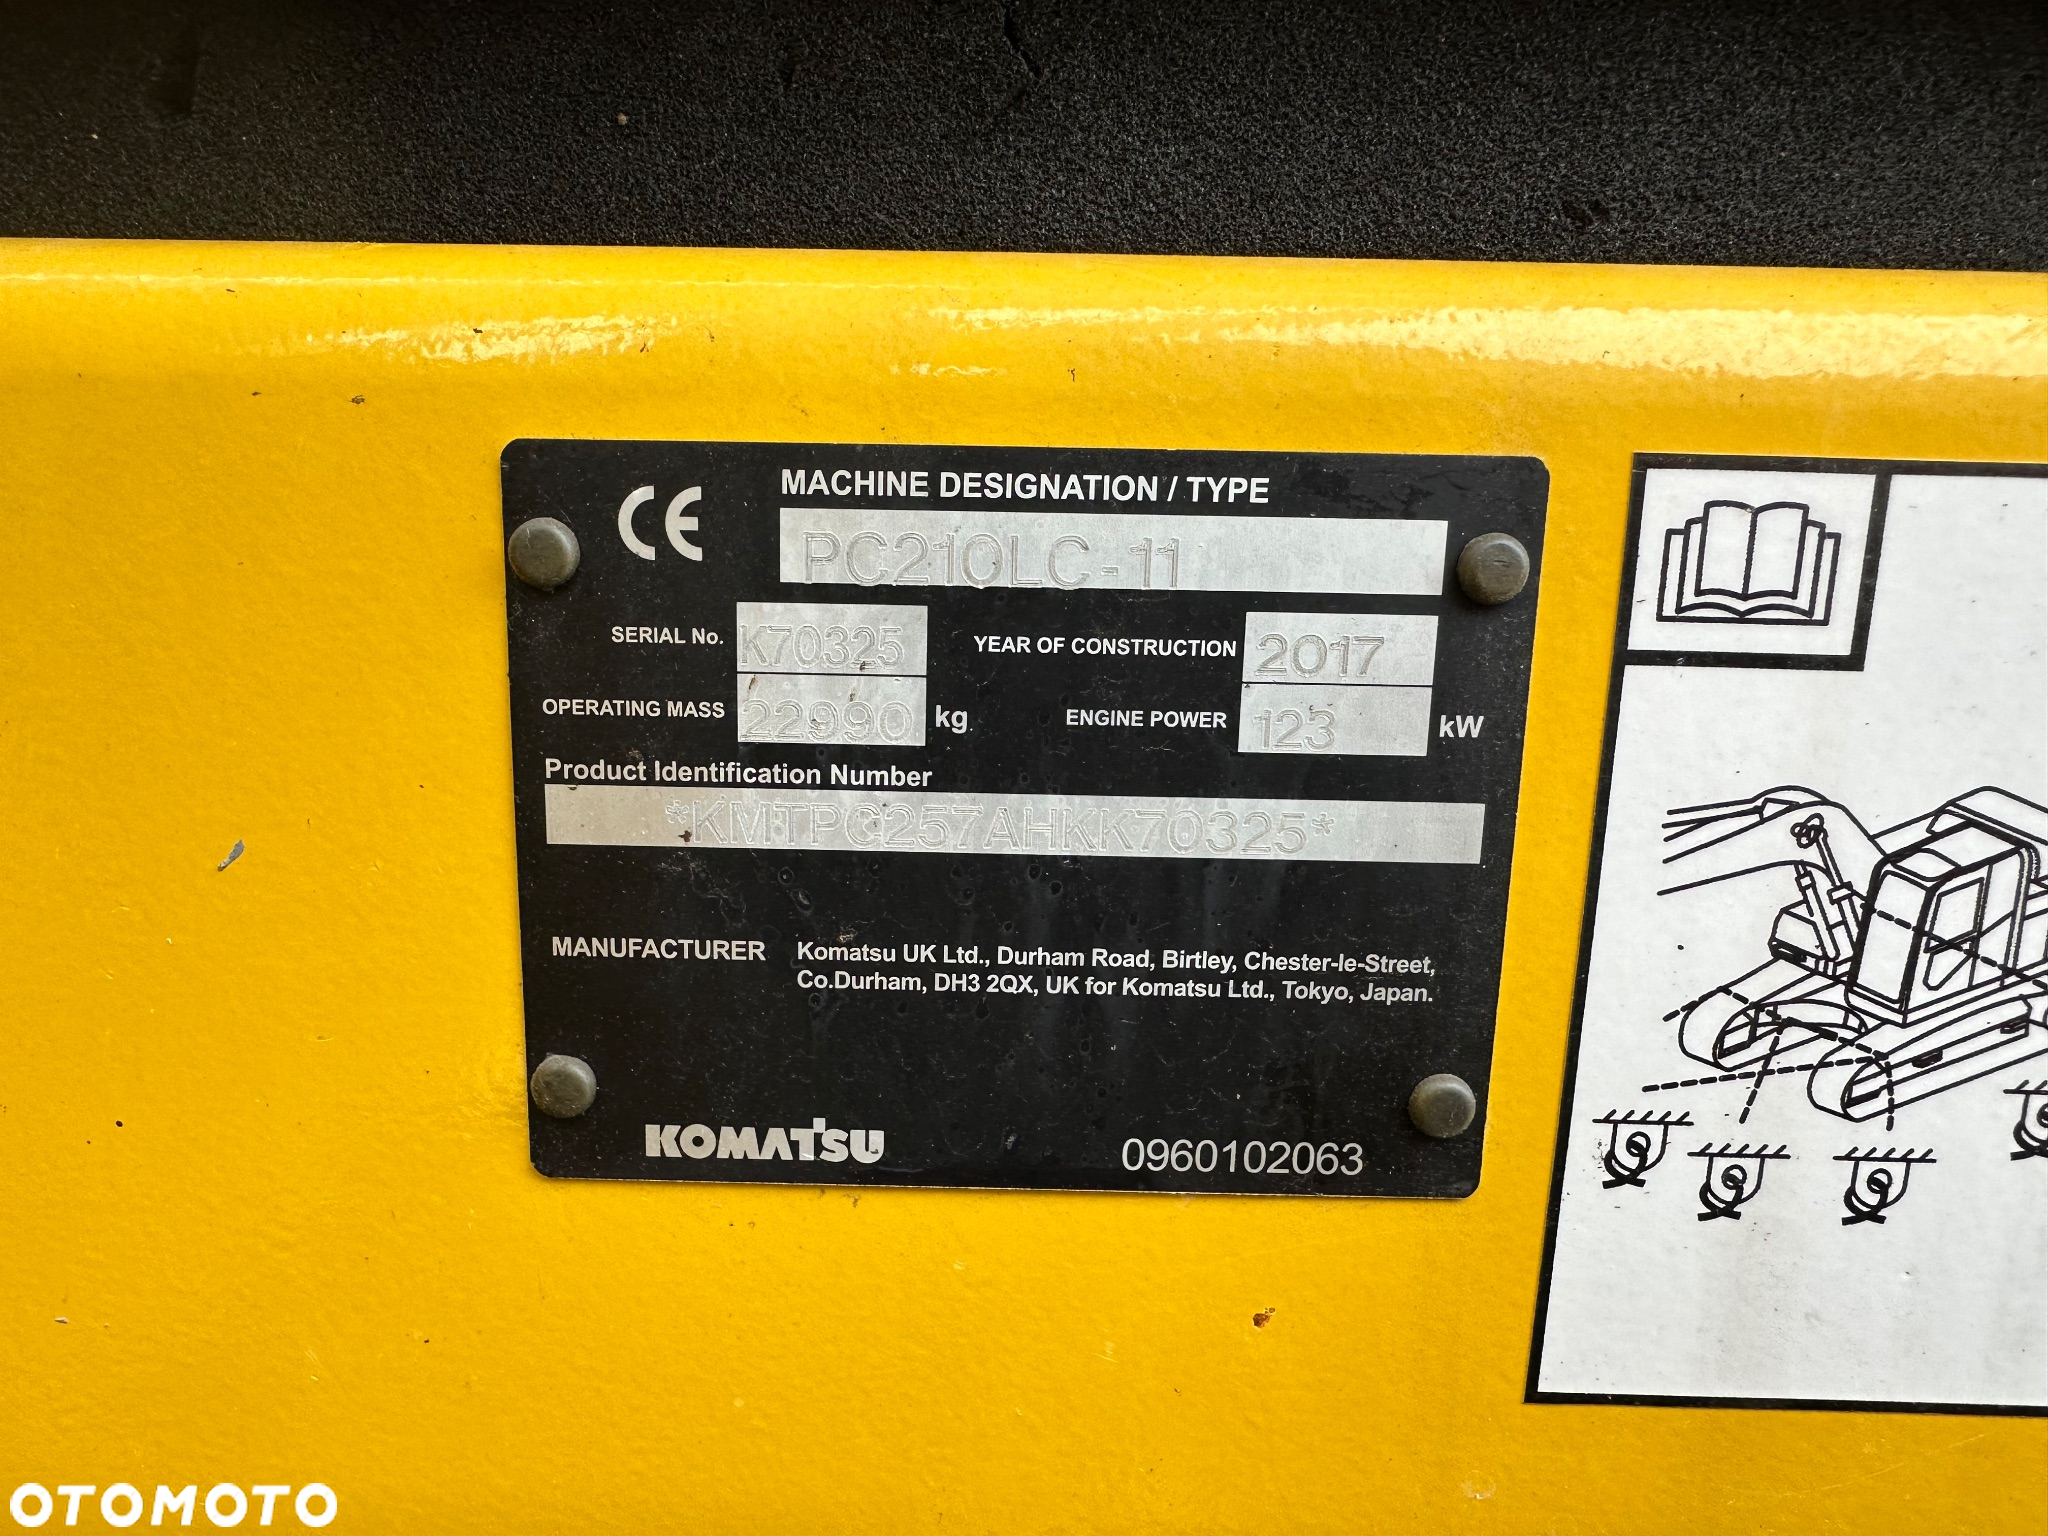 CE
MACHINE DESIGNATION / TYPE
PC210LC-11
SERIAL No. K70325 YEAR OF CONSTRUCTION 2017
OPERATING MASS 22990 kg ENGINE POWER 123 kW
Product Identification Number
*KMTPC257AHKK70325*
MANUFACTURER Komatsu UK Ltd., Durham Road, Birtley, Chester-le-Street,
Co.Durham, DH3 2QX, UK for Komatsu Ltd., Tokyo, Japan.
KOMATSU 0960102063
OTOMOTO